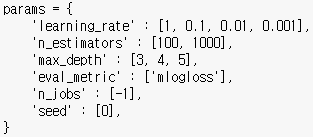 params = {
    'learning_rate' : [1, 0.1, 0.01, 0.001],
    'n_estimators' : [100, 1000],
    'max_depth' : [3, 4, 5],
    'eval_metric' : ['mlogloss'],
    'n_jobs' : [-1],
    'seed' : [0],
}